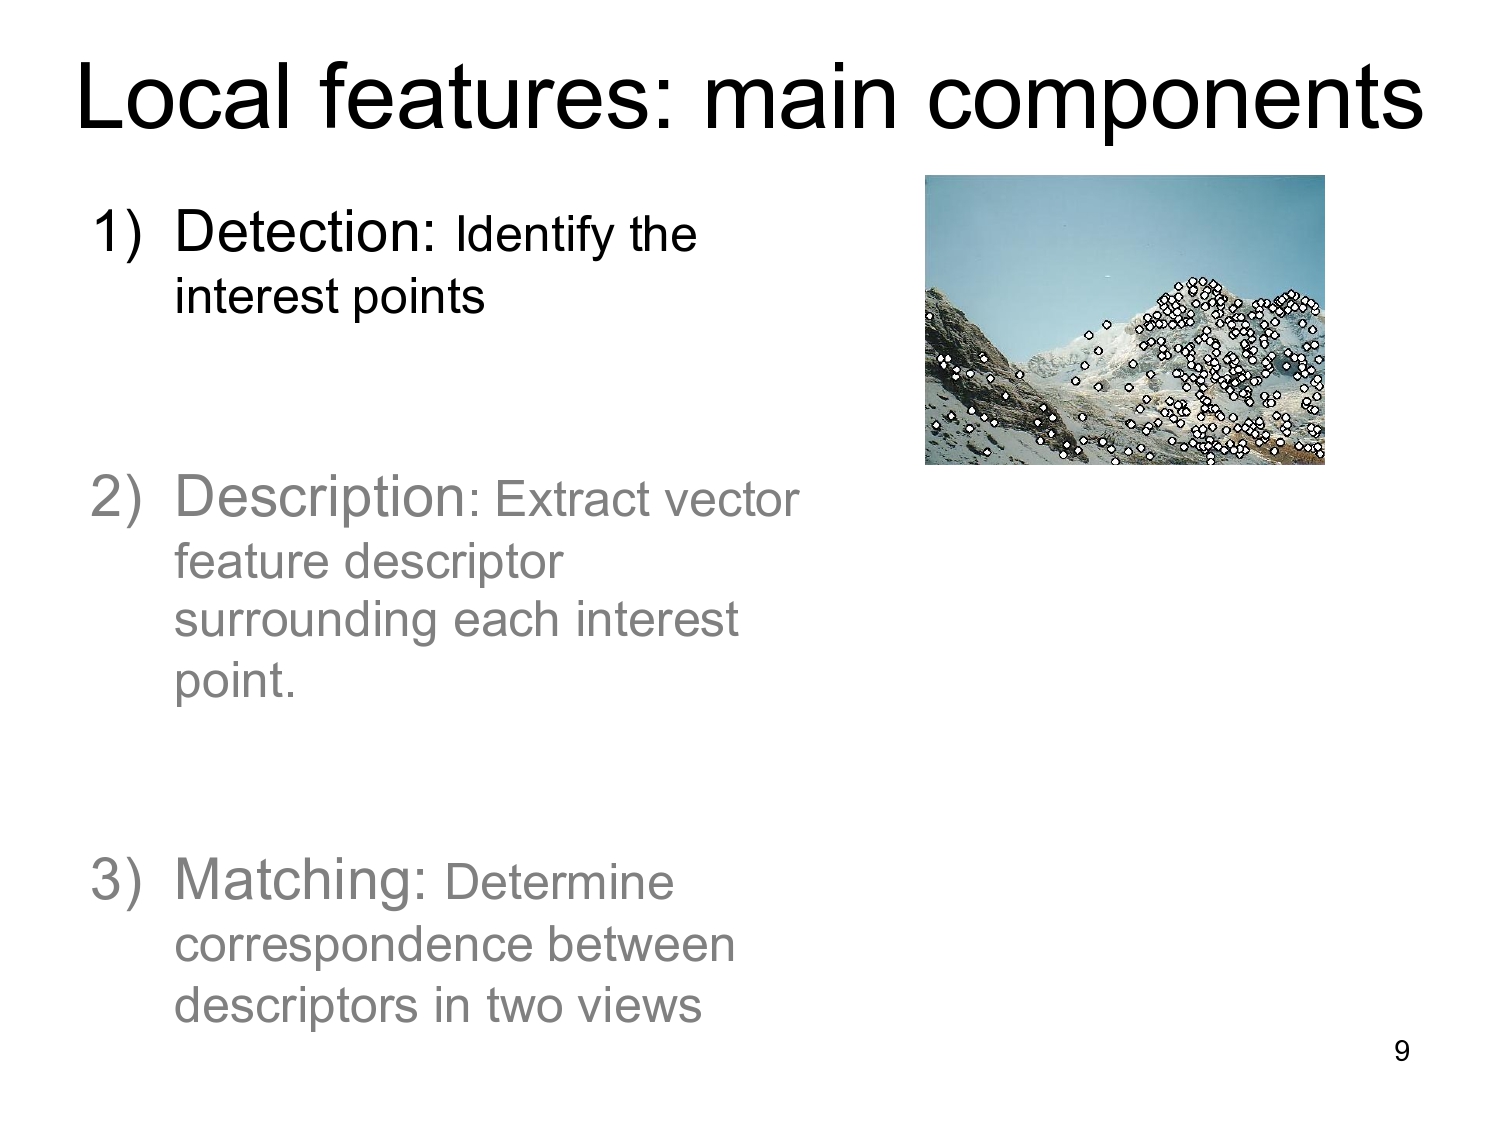 Local features: main components
1) Detection: Identify the
interest points
2) Description: Extract vector
feature descriptor
surrounding each interest
point.
3) Matching: Determine
correspondence between
descriptors in two views
9